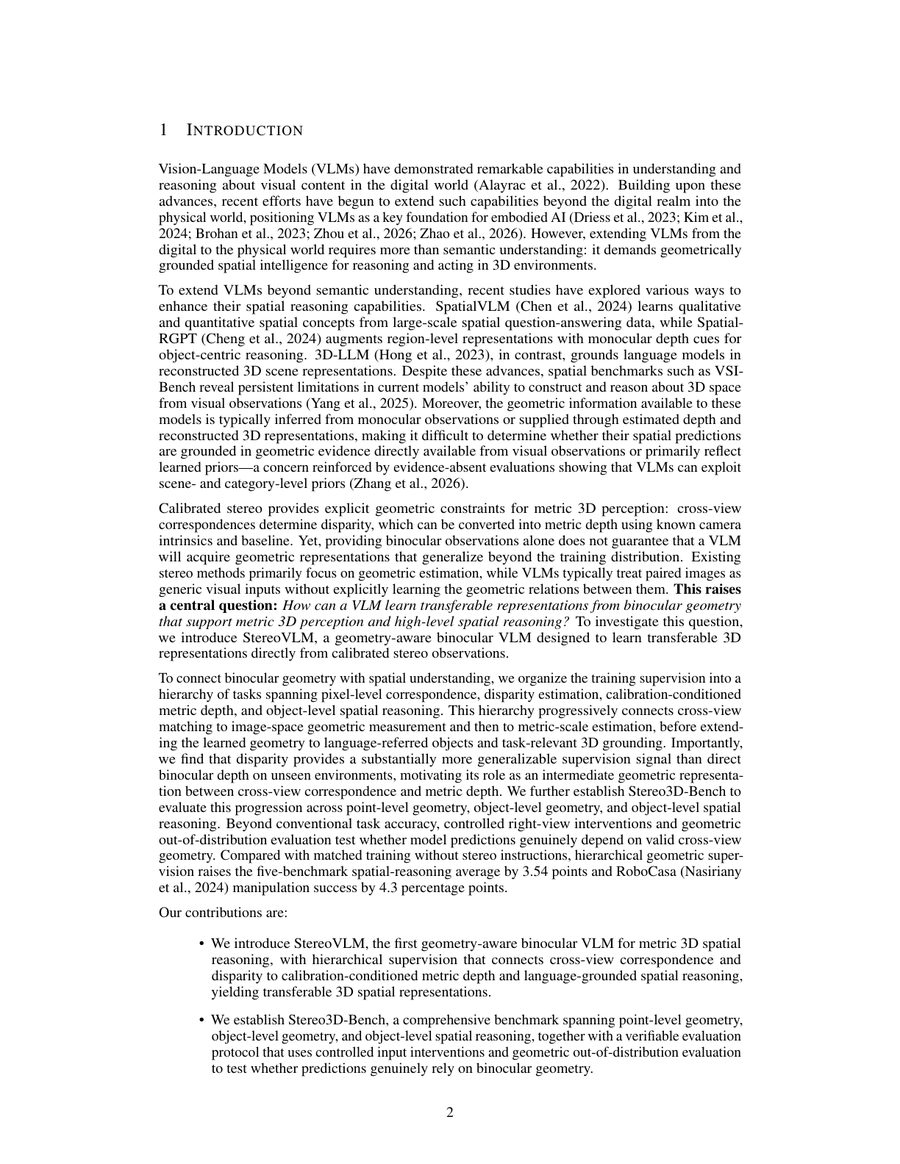 1 INTRODUCTION
Vision-Language Models (VLMs) have demonstrated remarkable capabilities in understanding and
reasoning about visual content in the digital world (Alayrac et al., 2022). Building upon these
advances, recent efforts have begun to extend such capabilities beyond the digital realm into the
physical world, positioning VLMs as a key foundation for embodied AI (Driess et al., 2023; Kim et al.,
2024; Brohan et al., 2023; Zhou et al., 2026; Zhao et al., 2026). However, extending VLMs from the
digital to the physical world requires more than semantic understanding: it demands geometrically
grounded spatial intelligence for reasoning and acting in 3D environments.
To extend VLMs beyond semantic understanding, recent studies have explored various ways to
enhance their spatial reasoning capabilities. SpatialVLM (Chen et al., 2024) learns qualitative
and quantitative spatial concepts from large-scale spatial question-answering data, while Spatial-
RGPT (Cheng et al., 2024) augments region-level representations with monocular depth cues for
object-centric reasoning. 3D-LLM (Hong et al., 2023), in contrast, grounds language models in
reconstructed 3D scene representations. Despite these advances, spatial benchmarks such as VSI-
Bench reveal persistent limitations in current models' ability to construct and reason about 3D space
from visual observations (Yang et al., 2025). Moreover, the geometric information available to these
models is typically inferred from monocular observations or supplied through estimated depth and
reconstructed 3D representations, making it difficult to determine whether their spatial predictions
are grounded in geometric evidence directly available from visual observations or primarily reflect
learned priors—a concern reinforced by evidence-absent evaluations showing that VLMs can exploit
scene- and category-level priors (Zhang et al., 2026).
Calibrated stereo provides explicit geometric constraints for metric 3D perception: cross-view
correspondences determine disparity, which can be converted into metric depth using known camera
intrinsics and baseline. Yet, providing binocular observations alone does not guarantee that a VLM
will acquire geometric representations that generalize beyond the training distribution. Existing
stereo methods primarily focus on geometric estimation, while VLMs typically treat paired images as
generic visual inputs without explicitly learning the geometric relations between them. This raises
a central question: How can a VLM learn transferable representations from binocular geometry
that support metric 3D perception and high-level spatial reasoning? To investigate this question,
we introduce StereoVLM, a geometry-aware binocular VLM designed to learn transferable 3D
representations directly from calibrated stereo observations.
To connect binocular geometry with spatial understanding, we organize the training supervision into a
hierarchy of tasks spanning pixel-level correspondence, disparity estimation, calibration-conditioned
metric depth, and object-level spatial reasoning. This hierarchy progressively connects cross-view
matching to image-space geometric measurement and then to metric-scale estimation, before extend-
ing the learned geometry to language-referred objects and task-relevant 3D grounding. Importantly,
we find that disparity provides a substantially more generalizable supervision signal than direct
binocular depth on unseen environments, motivating its role as an intermediate geometric representa-
tion between cross-view correspondence and metric depth. We further establish Stereo3D-Bench to
evaluate this progression across point-level geometry, object-level geometry, and object-level spatial
reasoning. Beyond conventional task accuracy, controlled right-view interventions and geometric
out-of-distribution evaluation test whether model predictions genuinely depend on valid cross-view
geometry. Compared with matched training without stereo instructions, hierarchical geometric super-
vision raises the five-benchmark spatial-reasoning average by 3.54 points and RoboCasa (Nasiriany
et al., 2024) manipulation success by 4.3 percentage points.
Our contributions are:
• We introduce StereoVLM, the first geometry-aware binocular VLM for metric 3D spatial
reasoning, with hierarchical supervision that connects cross-view correspondence and
disparity to calibration-conditioned metric depth and language-grounded spatial reasoning,
yielding transferable 3D spatial representations.
• We establish Stereo3D-Bench, a comprehensive benchmark spanning point-level geometry,
object-level geometry, and object-level spatial reasoning, together with a verifiable evaluation
protocol that uses controlled input interventions and geometric out-of-distribution evaluation
to test whether predictions genuinely rely on binocular geometry.
2